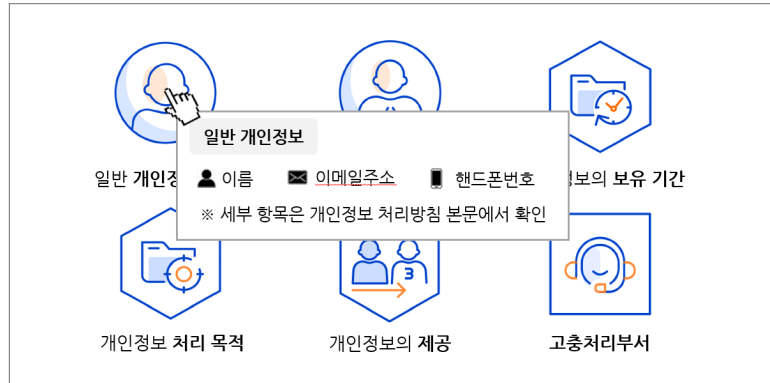 일반 개인정보
이름 이메일주소 핸드폰번호
※ 세부 항목은 개인정보 처리방침 본문에서 확인
일반 개인정
정보의 보유 기간
3
개인정보 처리 목적
개인정보의 제공
고충처리부서